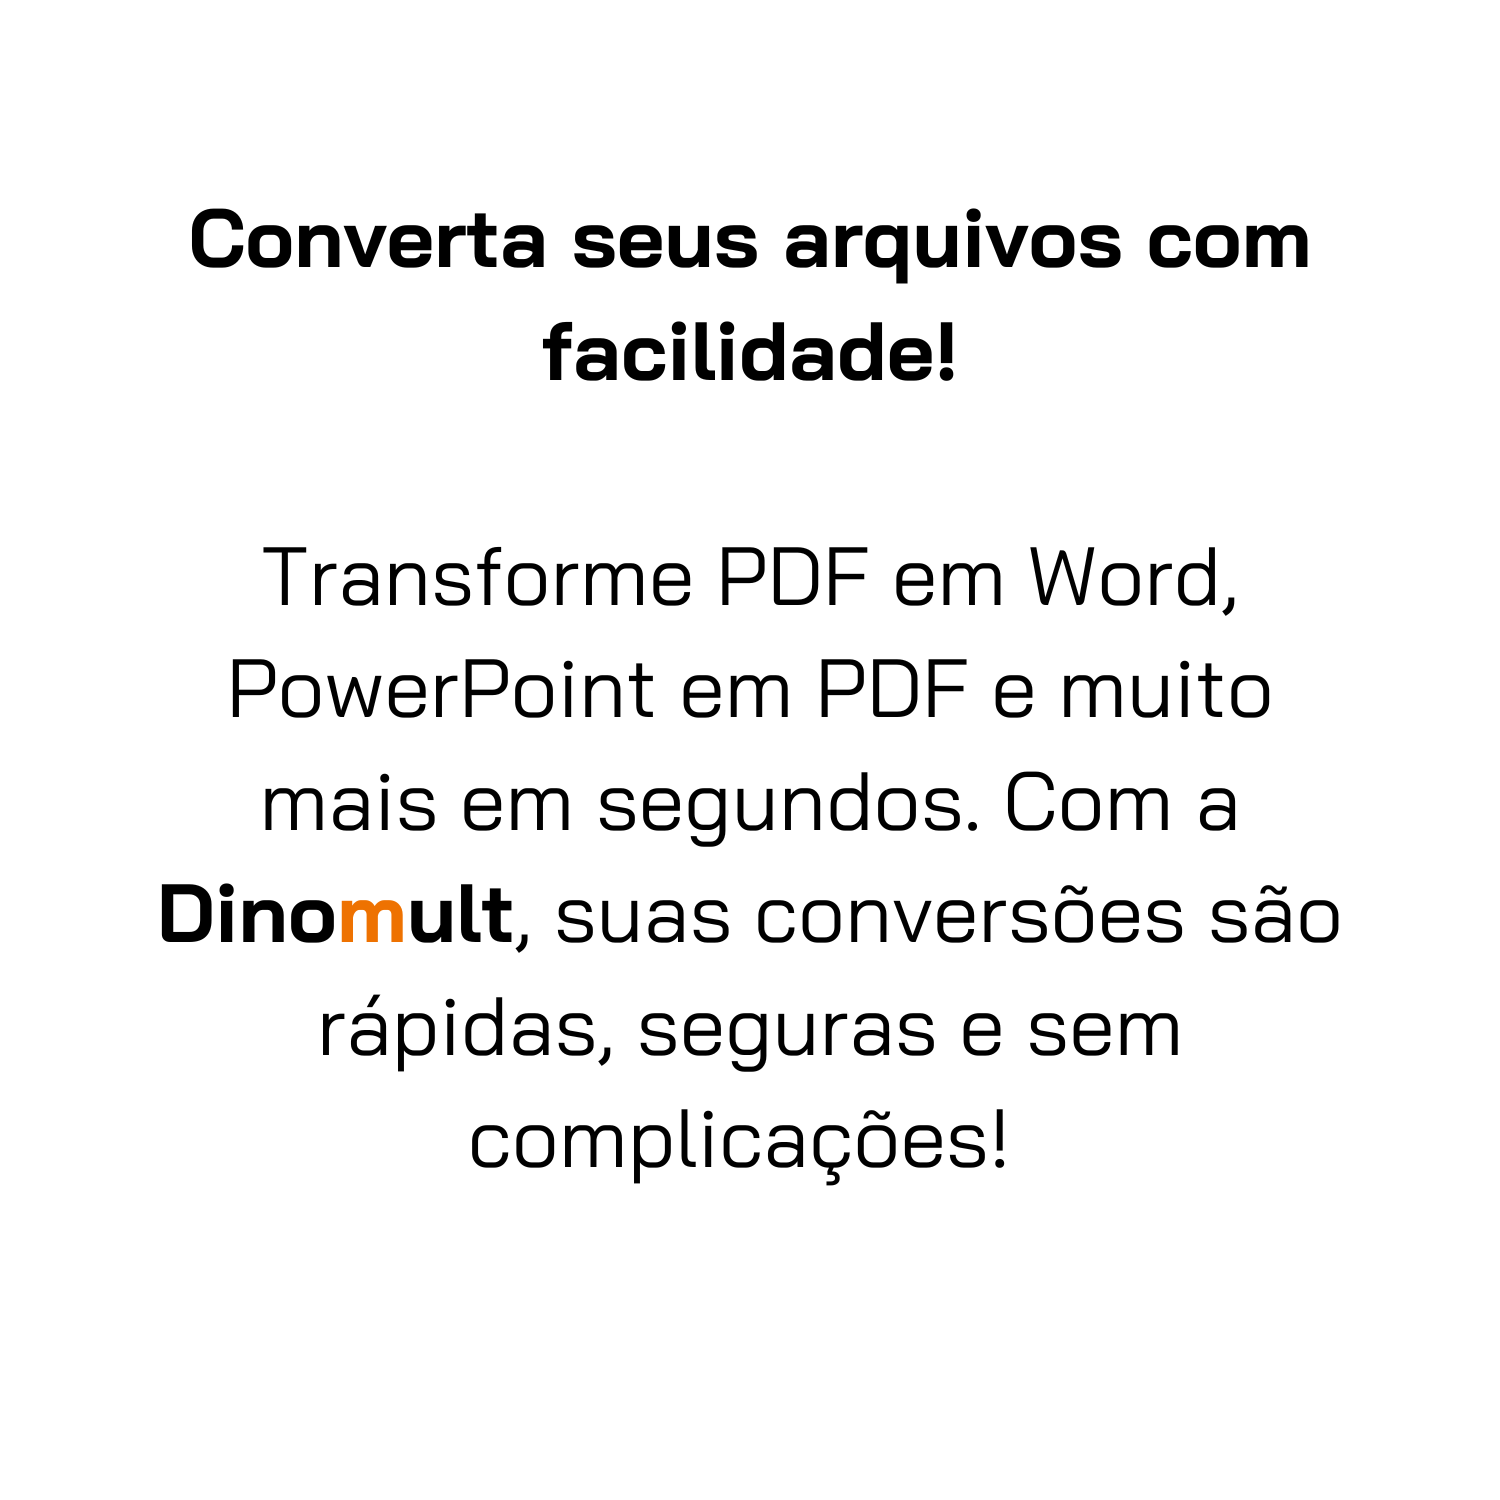 Converta seus arquivos com
facilidade!
Transforme PDF em Word,
PowerPoint em PDF e muito
mais em segundos. Com a
Dinomult, suas conversões são
rápidas, seguras e sem
complicações!